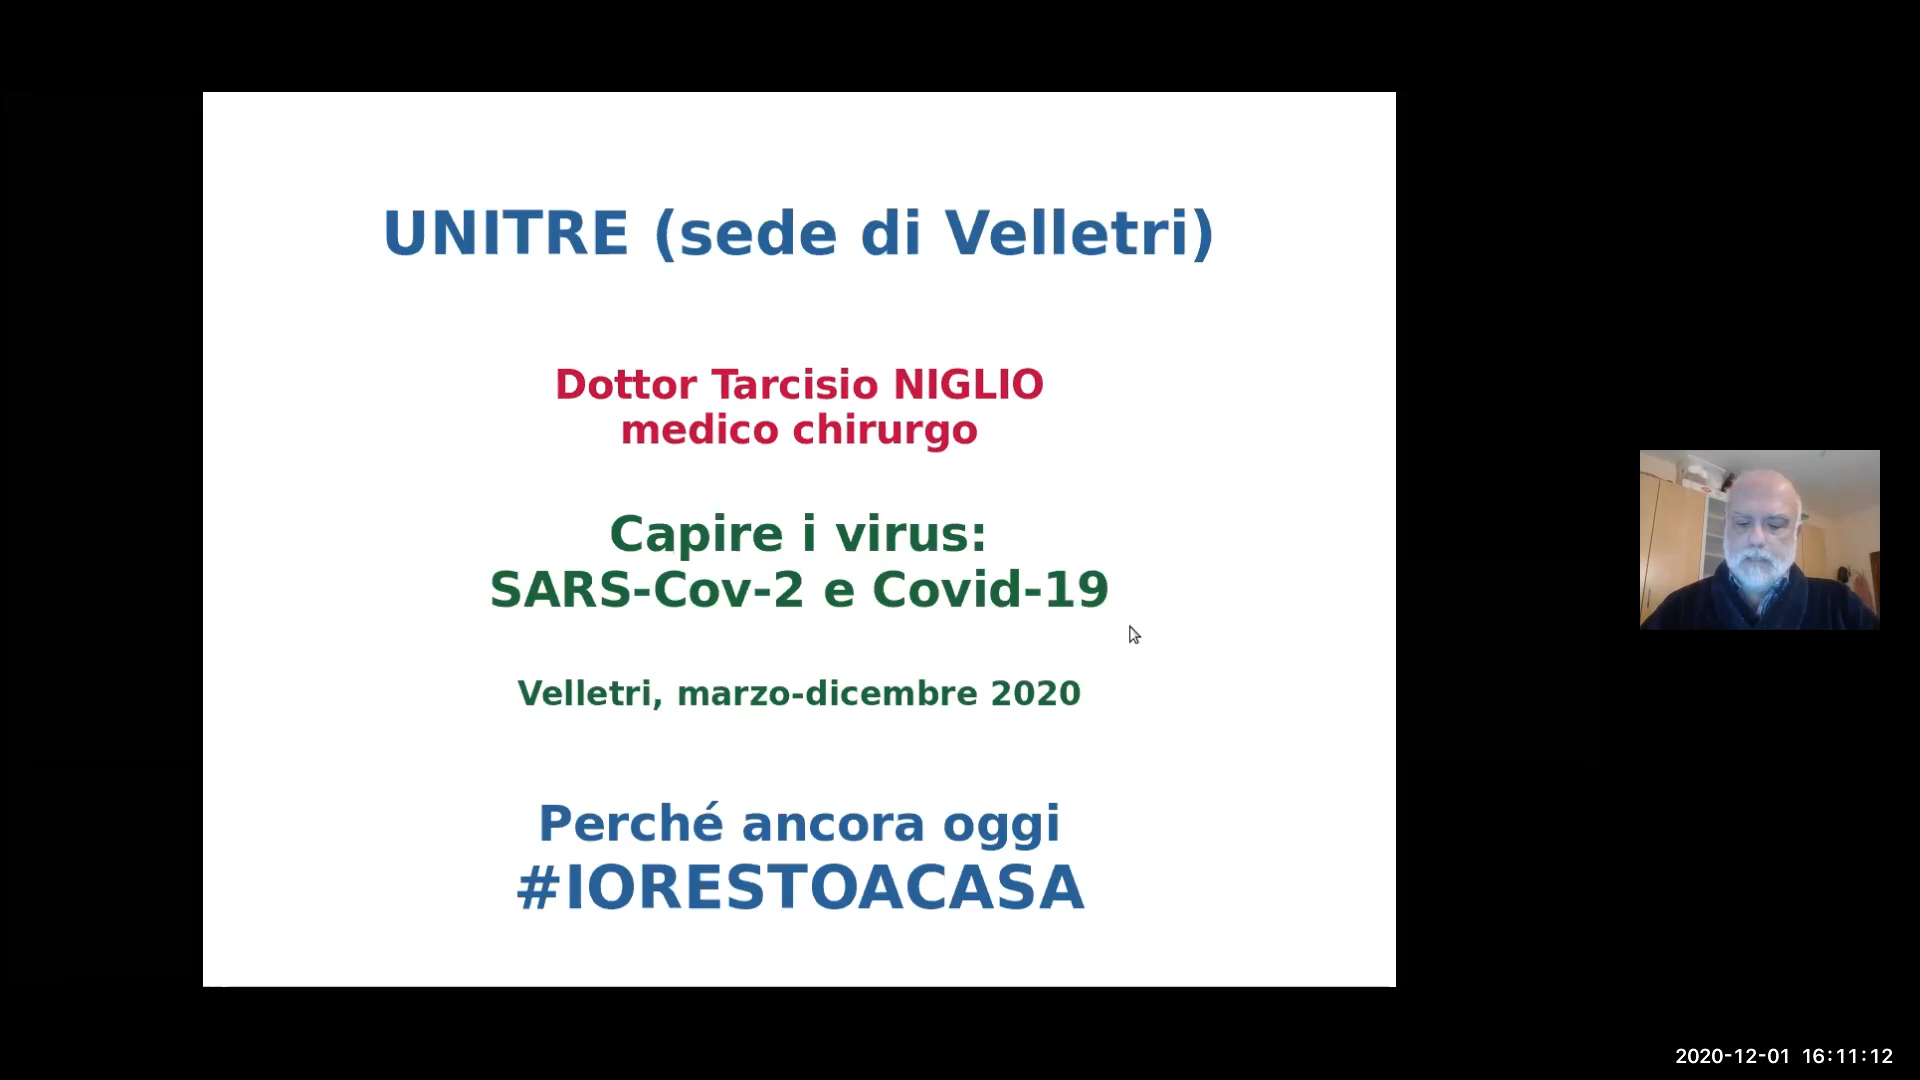 UNITRE (sede di Velletri)
Dottor Tarcisio NIGLIO
medico chirurgo
Capire i virus:
SARS-Cov-2 e Covid-19
Velletri, marzo-dicembre 2020
Perché ancora oggi
#IORESTOACASA
2020-12-01 16:11:12